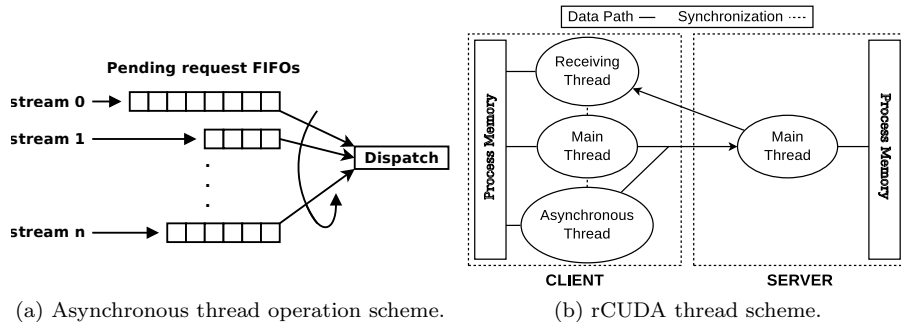 Pending request FIFOs
stream 0
stream 1
.
.
.
stream n
Dispatch
(a) Asynchronous thread operation scheme.
Data Path
Synchronization
Process Memory
Receiving
Thread
Main
Thread
Asynchronous
Thread
CLIENT
Main
Thread
Process Memory
SERVER
(b) rCUDA thread scheme.